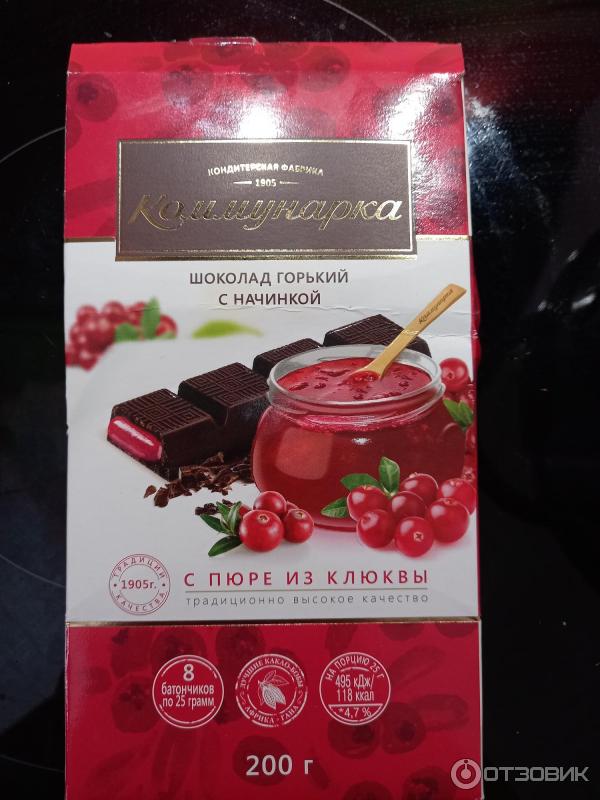 КОНДИТЕРСКАЯ ФАБРИКА
1905
Коммунарка
ШОКОЛАД ГОРЬКИЙ
С НАЧИНКОЙ
Коммунарка
С ПЮРЕ ИЗ КЛЮКВЫ
традиционно высокое качество
ТРАДИЦИИ
1905г.
КАЧЕСТВА
8
батончиков
по 25 грамм
ЛУЧШИЕ КАКАО-БОБЫ
АФРИКА · ГАНА
НА ПОРЦИЮ 25 Г
495 кДж/
118 ккал
*4,7 %
200 г
ОТЗОВИК